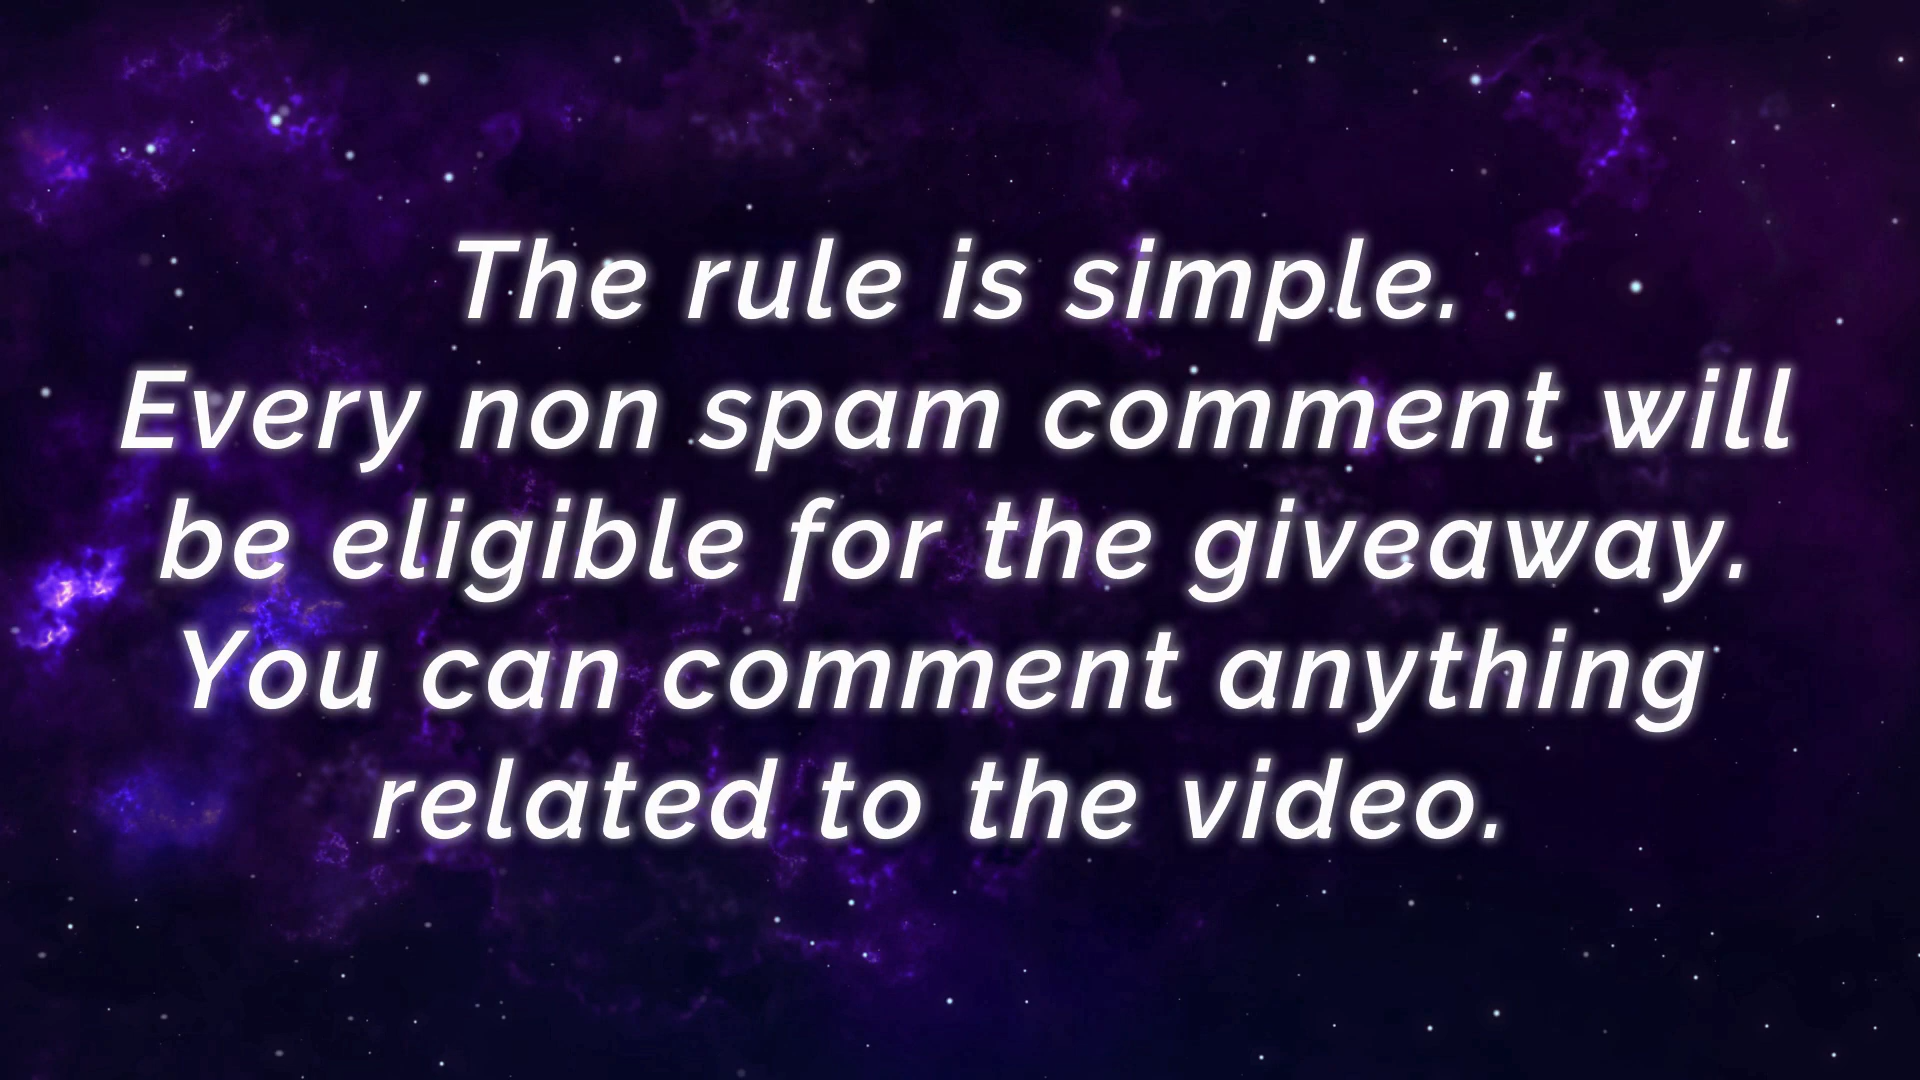 The rule is simple.
Every non spam comment will
be eligible for the giveaway.
You can comment anything
related to the video.